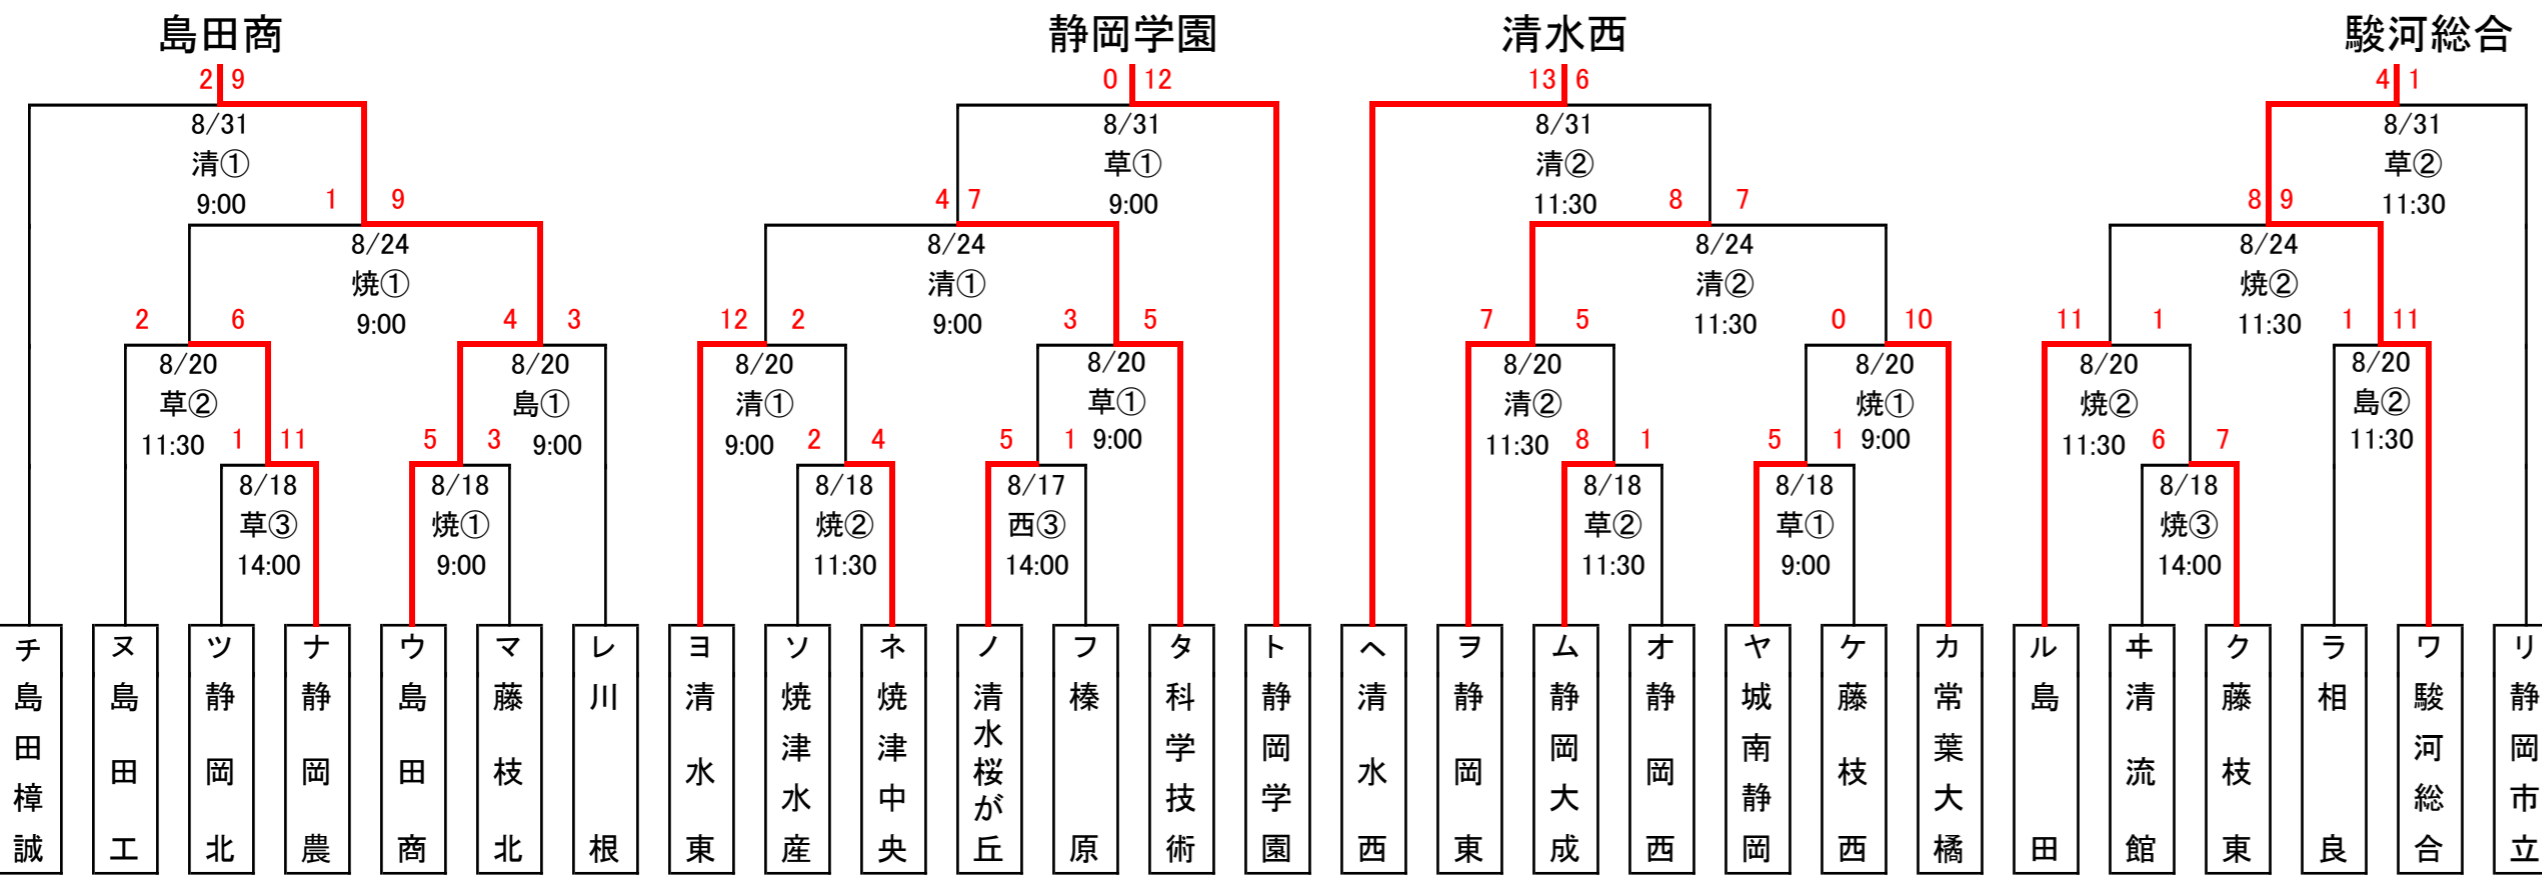 島田商 静岡学園 清水西 駿河総合
2 9 0 12 13 6 4 1
8/31 8/31 8/31 8/31
清① 草① 清② 草②
9:00 9:00 11:30 11:30
1 9 4 7 8 7 8 9
8/24 8/24 8/24 8/24
焼① 清① 清② 焼②
9:00 9:00 11:30 11:30
2 6 4 3 12 2 3 5 7 5 0 10 11 1 1 11
8/20 8/20 8/20 8/20 8/20 8/20 8/20 8/20
草② 島① 清① 草① 清② 焼① 焼② 島②
11:30 9:00 9:00 9:00 11:30 9:00 11:30 11:30
1 11 5 3 2 4 5 1 8 1 5 1 6 7
8/18 8/18 8/18 8/17 8/18 8/18 8/18
草③ 焼① 焼② 西③ 草② 草① 焼③
14:00 9:00 11:30 14:00 11:30 9:00 14:00
チ島田樟誠
ヌ島田工
ツ静岡北
ナ静岡農
ウ島田商
マ藤枝北
レ川根
ヨ清水東
ソ焼津水産
ネ焼津中央
ノ清水桜が丘
フ榛原
タ科学技術
ト静岡学園
ヘ清水西
ヲ静岡東
ム静岡大成
オ静岡西
ヤ城南静岡
ケ藤枝西
カ常葉大橘
ル島田
ヰ清流館
ク藤枝東
ラ相良
ワ駿河総合
リ静岡市立